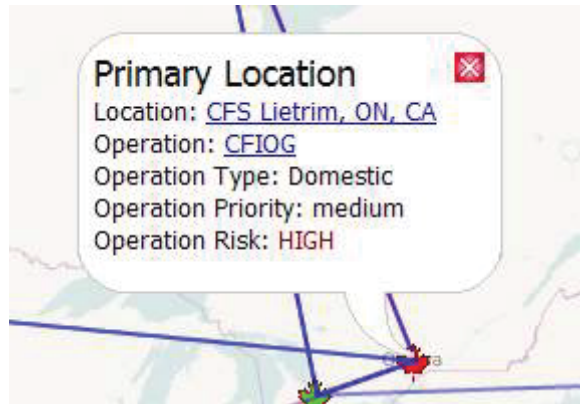 Primary Location
Location: CFS Lietrim, ON, CA
Operation: CFIOG
Operation Type: Domestic
Operation Priority: medium
Operation Risk: HIGH